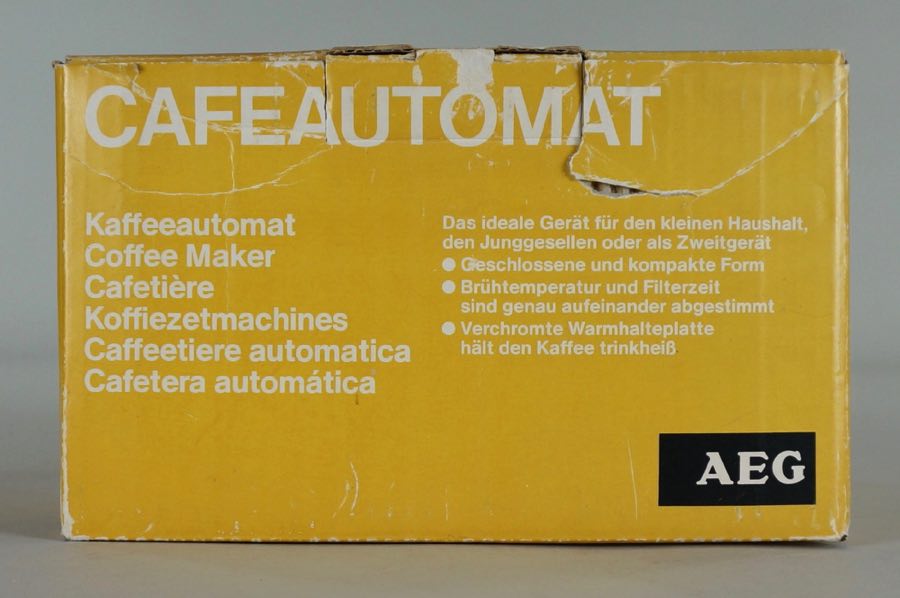 CAFEAUTOMAT
Kaffeeautomat
Coffee Maker
Cafetière
Koffiezetmachines
Caffeetiere automatica
Cafetera automática
Das ideale Gerät für den kleinen Haushalt,
den Junggesellen oder als Zweitgerät
● Geschlossene und kompakte Form
● Brühtemperatur und Filterzeit
sind genau aufeinander abgestimmt
● Verchromte Warmhalteplatte
hält den Kaffee trinkheiß
AEG